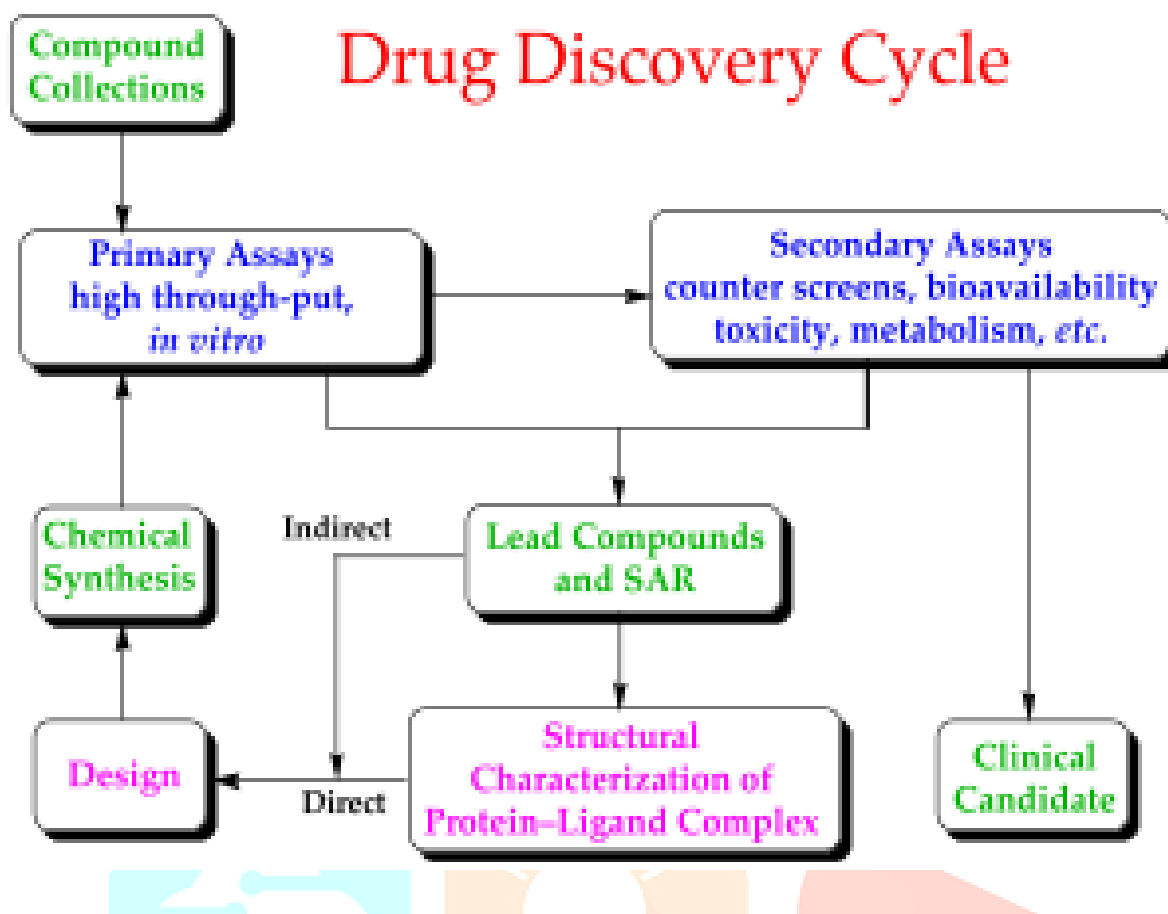 Compound
Collections
Drug Discovery Cycle
Primary Assays
high through-put,
in vitro
Secondary Assays
counter screens, bioavailability
toxicity, metabolism, etc.
Chemical
Synthesis
Indirect
Lead Compounds
and SAR
Design
Direct
Structural
Characterization of
Protein–Ligand Complex
Clinical
Candidate